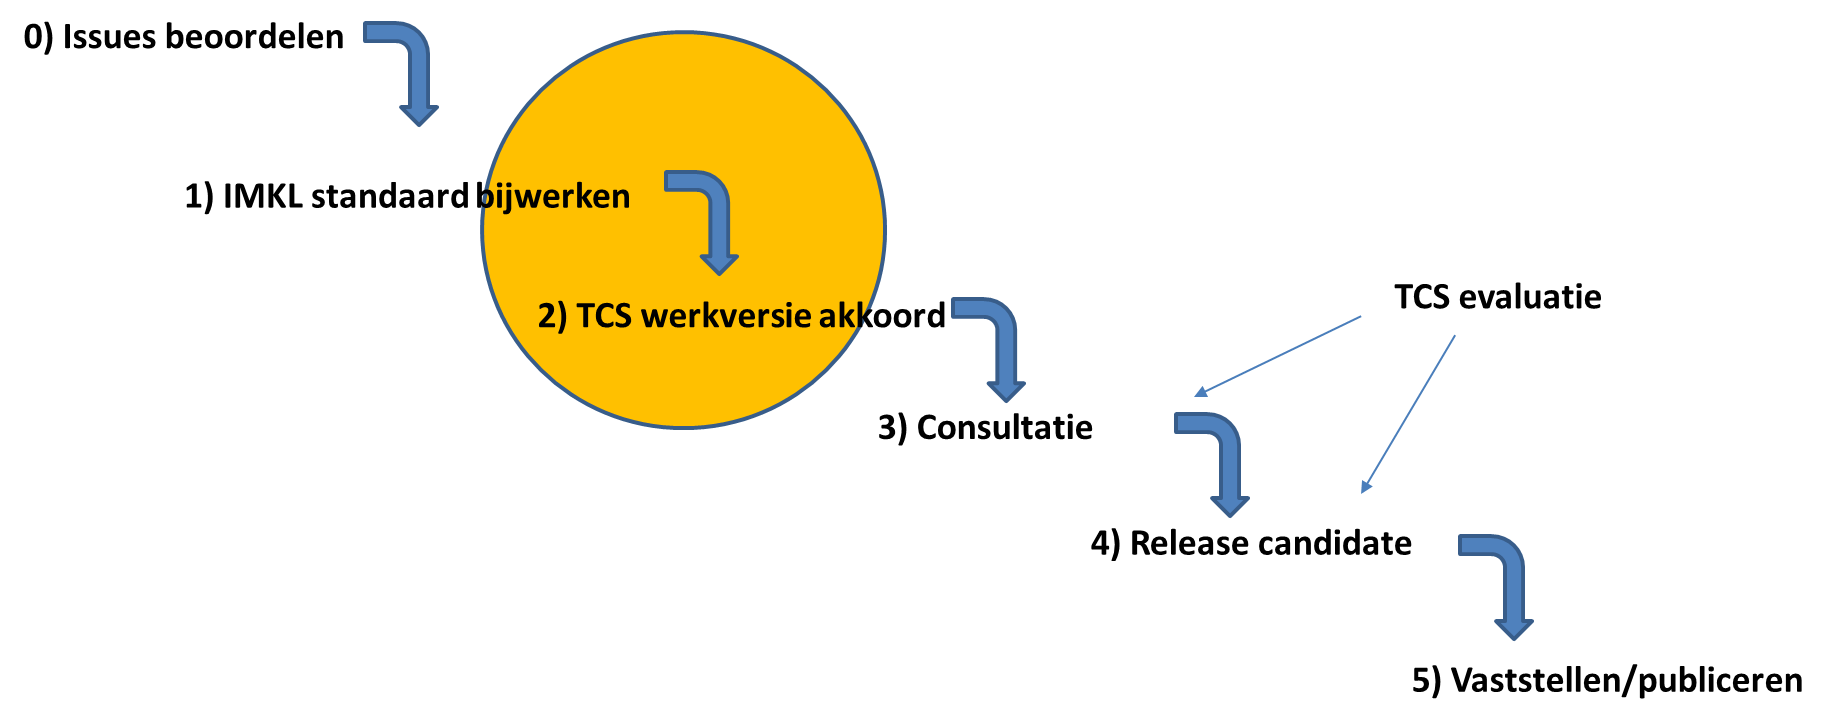 0) Issues beoordelen
1) IMKL standaard bijwerken
2) TCS werkversie akkoord
TCS evaluatie
3) Consultatie
4) Release candidate
5) Vaststellen/publiceren